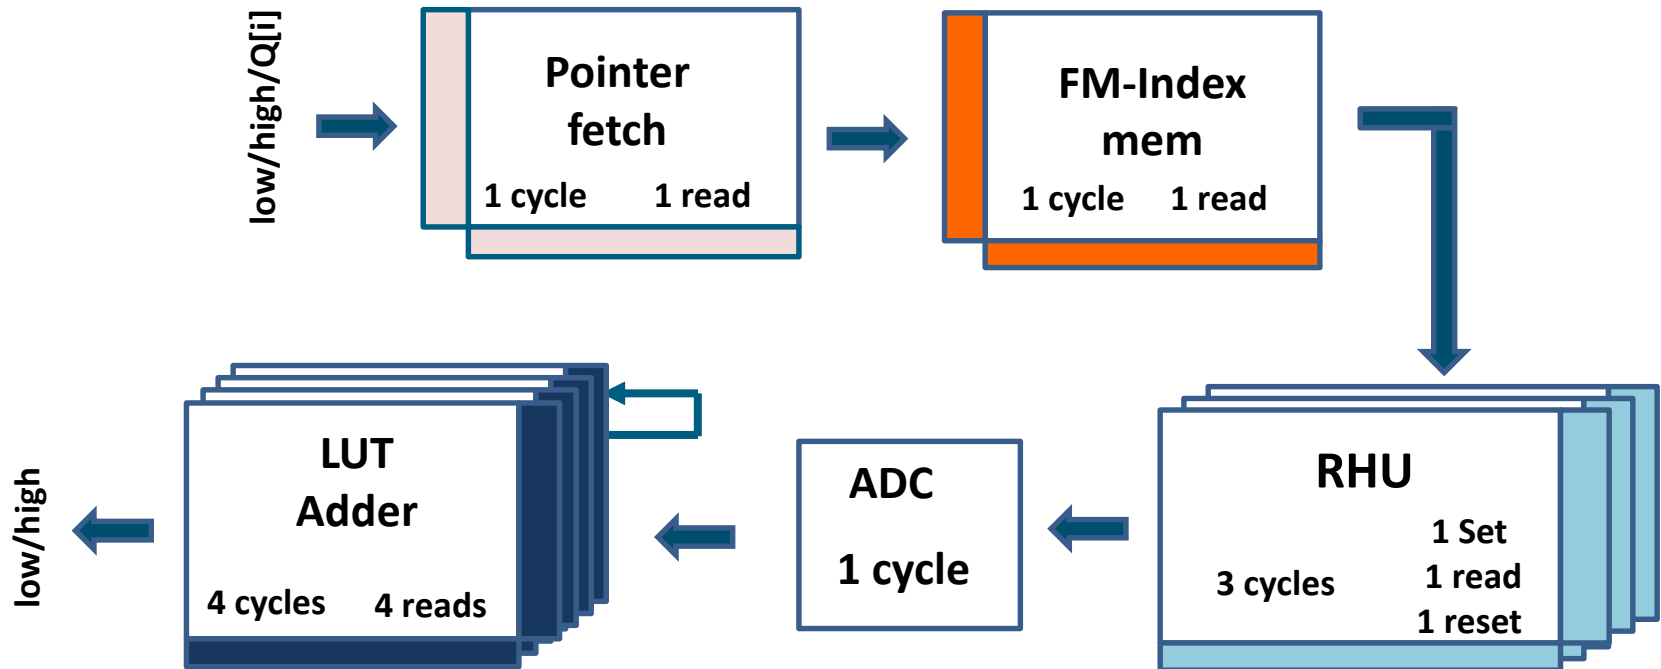 low/high/Q[i]
Pointer
fetch
1 cycle 1 read
FM-Index
mem
1 cycle 1 read
RHU
1 Set
3 cycles 1 read
1 reset
ADC
1 cycle
LUT
Adder
4 cycles 4 reads
low/high